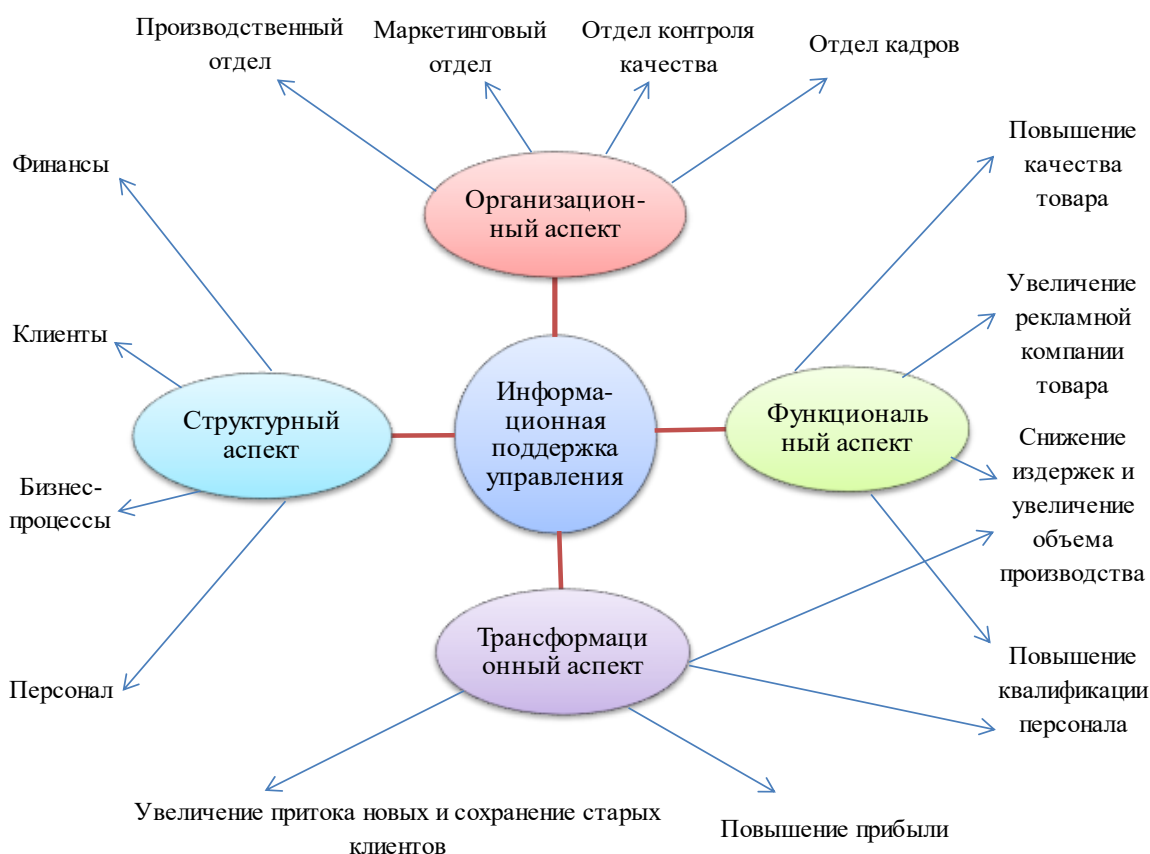 Производственный
отдел
Маркетинговый
отдел
Отдел контроля
качества
Отдел кадров
Финансы
Клиенты
Бизнес-
процессы
Персонал
Организацион-
ный аспект
Структурный
аспект
Информа-
ционная
поддержка
управления
Функциональ
ный аспект
Трансформаци
онный аспект
Повышение
качества
товара
Увеличение
рекламной
компании
товара
Снижение
издержек и
увеличение
объема
производства
Повышение
квалификации
персонала
Увеличение притока новых и сохранение старых
клиентов
Повышение прибыли